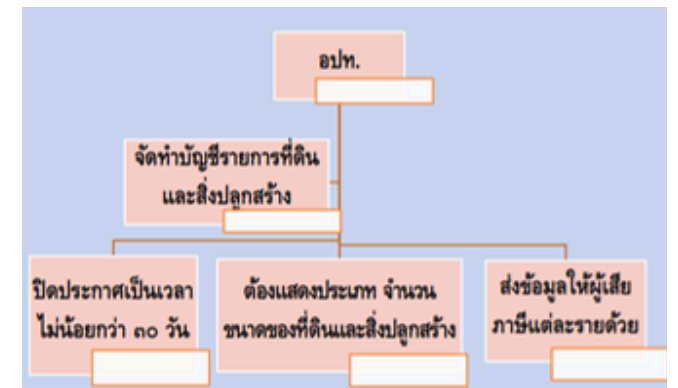 อปท.
จัดทำบัญชีรายการที่ดิน
และสิ่งปลูกสร้าง
ปิดประกาศเป็นเวลา
ไม่น้อยกว่า ๓๐ วัน
ต้องแสดงประเภท จำนวน
ขนาดของที่ดินและสิ่งปลูกสร้าง
ส่งข้อมูลให้ผู้เสีย
ภาษีแต่ละรายด้วย